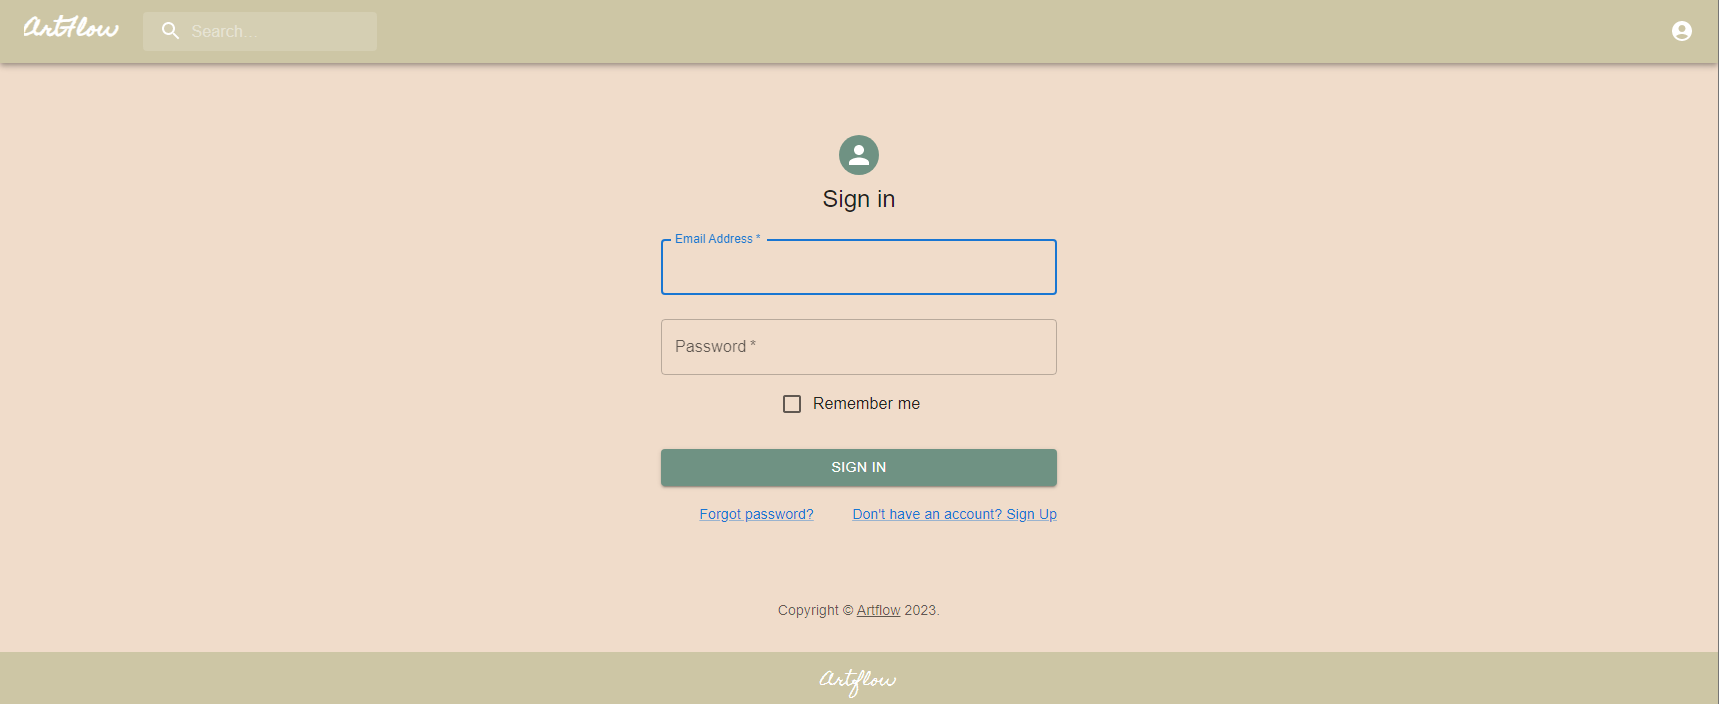 ArtFlow
Search...
Sign in
Email Address *
Password *
Remember me
SIGN IN
Forgot password? Don't have an account? Sign Up
Copyright © Artflow 2023.
Artflow